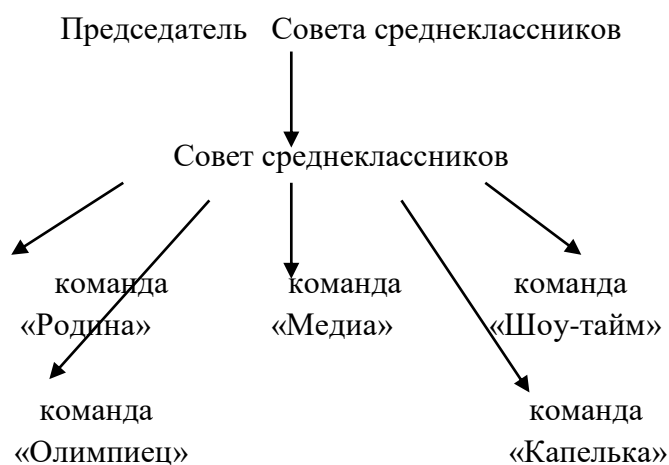 Председатель Совета среднеклассников
Совет среднеклассников
команда команда команда
«Родина» «Медиа» «Шоу-тайм»
команда команда
«Олимпиец» «Капелька»